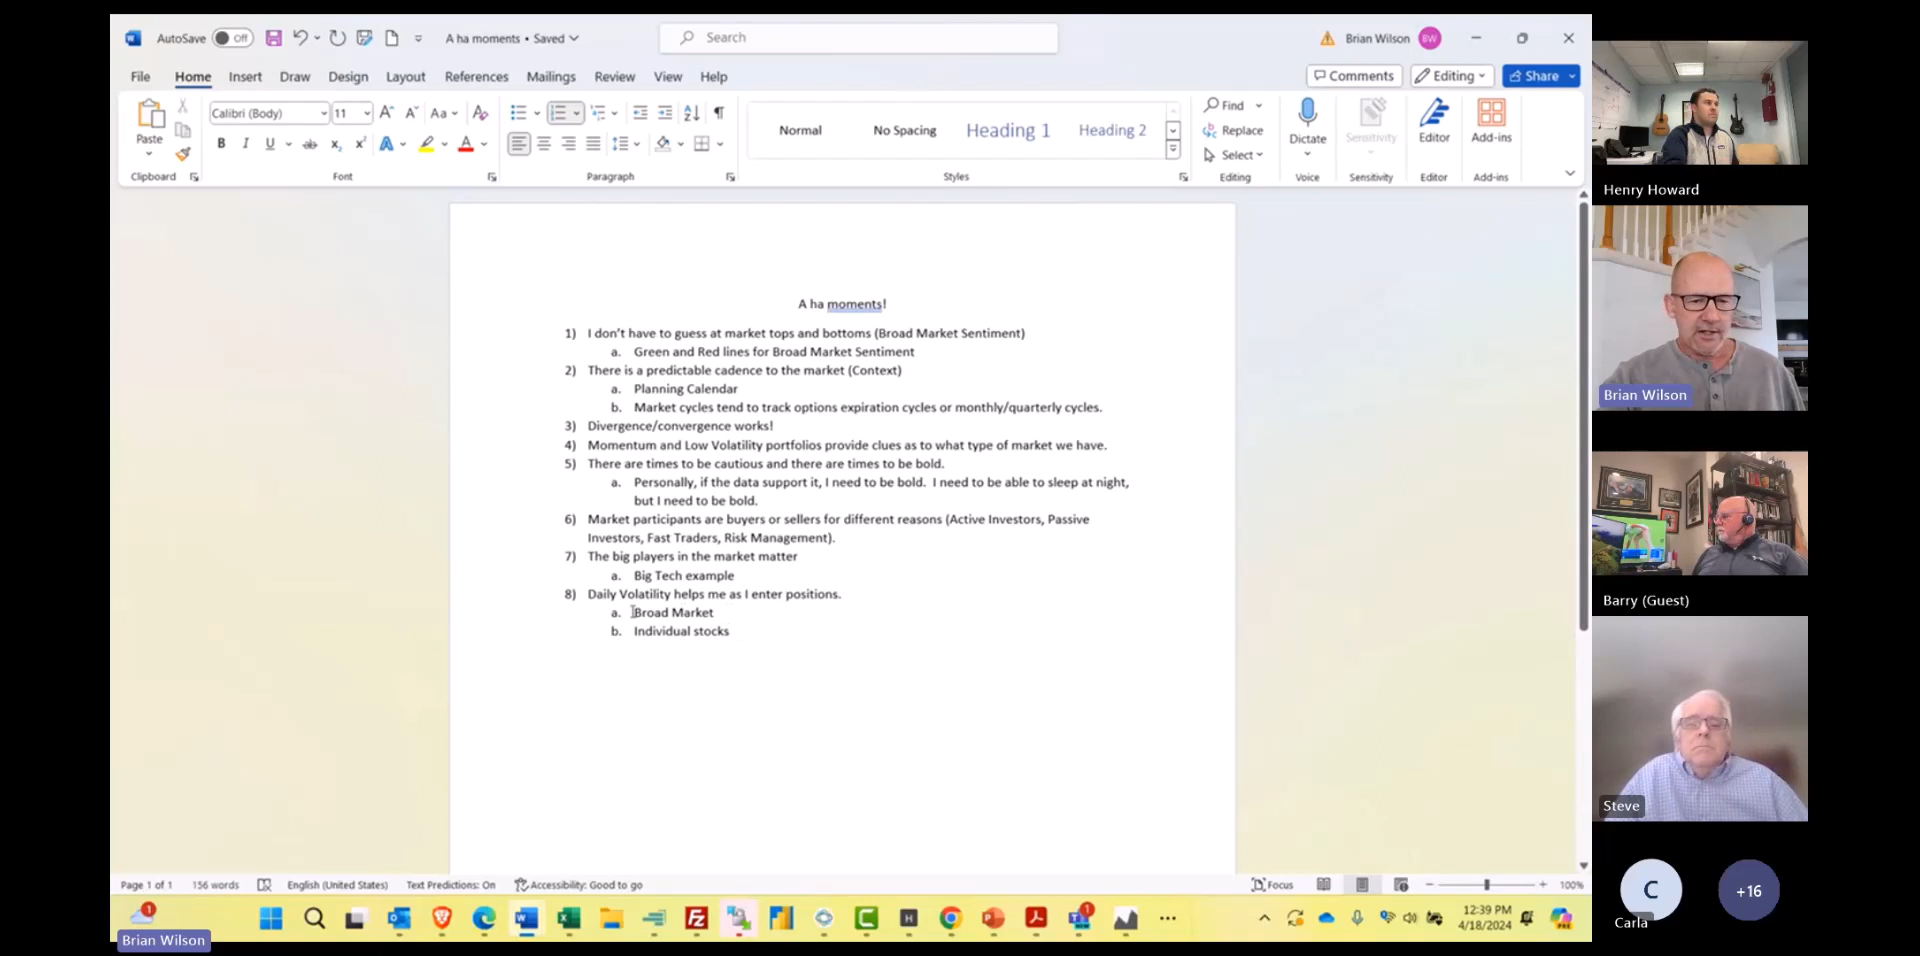 AutoSave Off A ha moments • Saved Search Brian Wilson BW
File Home Insert Draw Design Layout References Mailings Review View Help Comments Editing Share
Calibri (Body) 11 Aa
Paste
B I U ab x₂ x² A A
Clipboard Font Paragraph
Normal No Spacing Heading 1 Heading 2
Styles
Find
Replace
Select
Editing
Dictate
Voice
Sensitivity
Sensitivity
Editor
Editor
Add-ins
Add-ins
A ha moments!
1) I don't have to guess at market tops and bottoms (Broad Market Sentiment)
a. Green and Red lines for Broad Market Sentiment
2) There is a predictable cadence to the market (Context)
a. Planning Calendar
b. Market cycles tend to track options expiration cycles or monthly/quarterly cycles.
3) Divergence/convergence works!
4) Momentum and Low Volatility portfolios provide clues as to what type of market we have.
5) There are times to be cautious and there are times to be bold.
a. Personally, if the data support it, I need to be bold. I need to be able to sleep at night,
but I need to be bold.
6) Market participants are buyers or sellers for different reasons (Active Investors, Passive
Investors, Fast Traders, Risk Management).
7) The big players in the market matter
a. Big Tech example
8) Daily Volatility helps me as I enter positions.
a. Broad Market
b. Individual stocks
Page 1 of 1 156 words English (United States) Text Predictions: On Accessibility: Good to go Focus 100%
12:39 PM
4/18/2024
Brian Wilson
Henry Howard
Brian Wilson
Barry (Guest)
Steve
C
Carla
+16